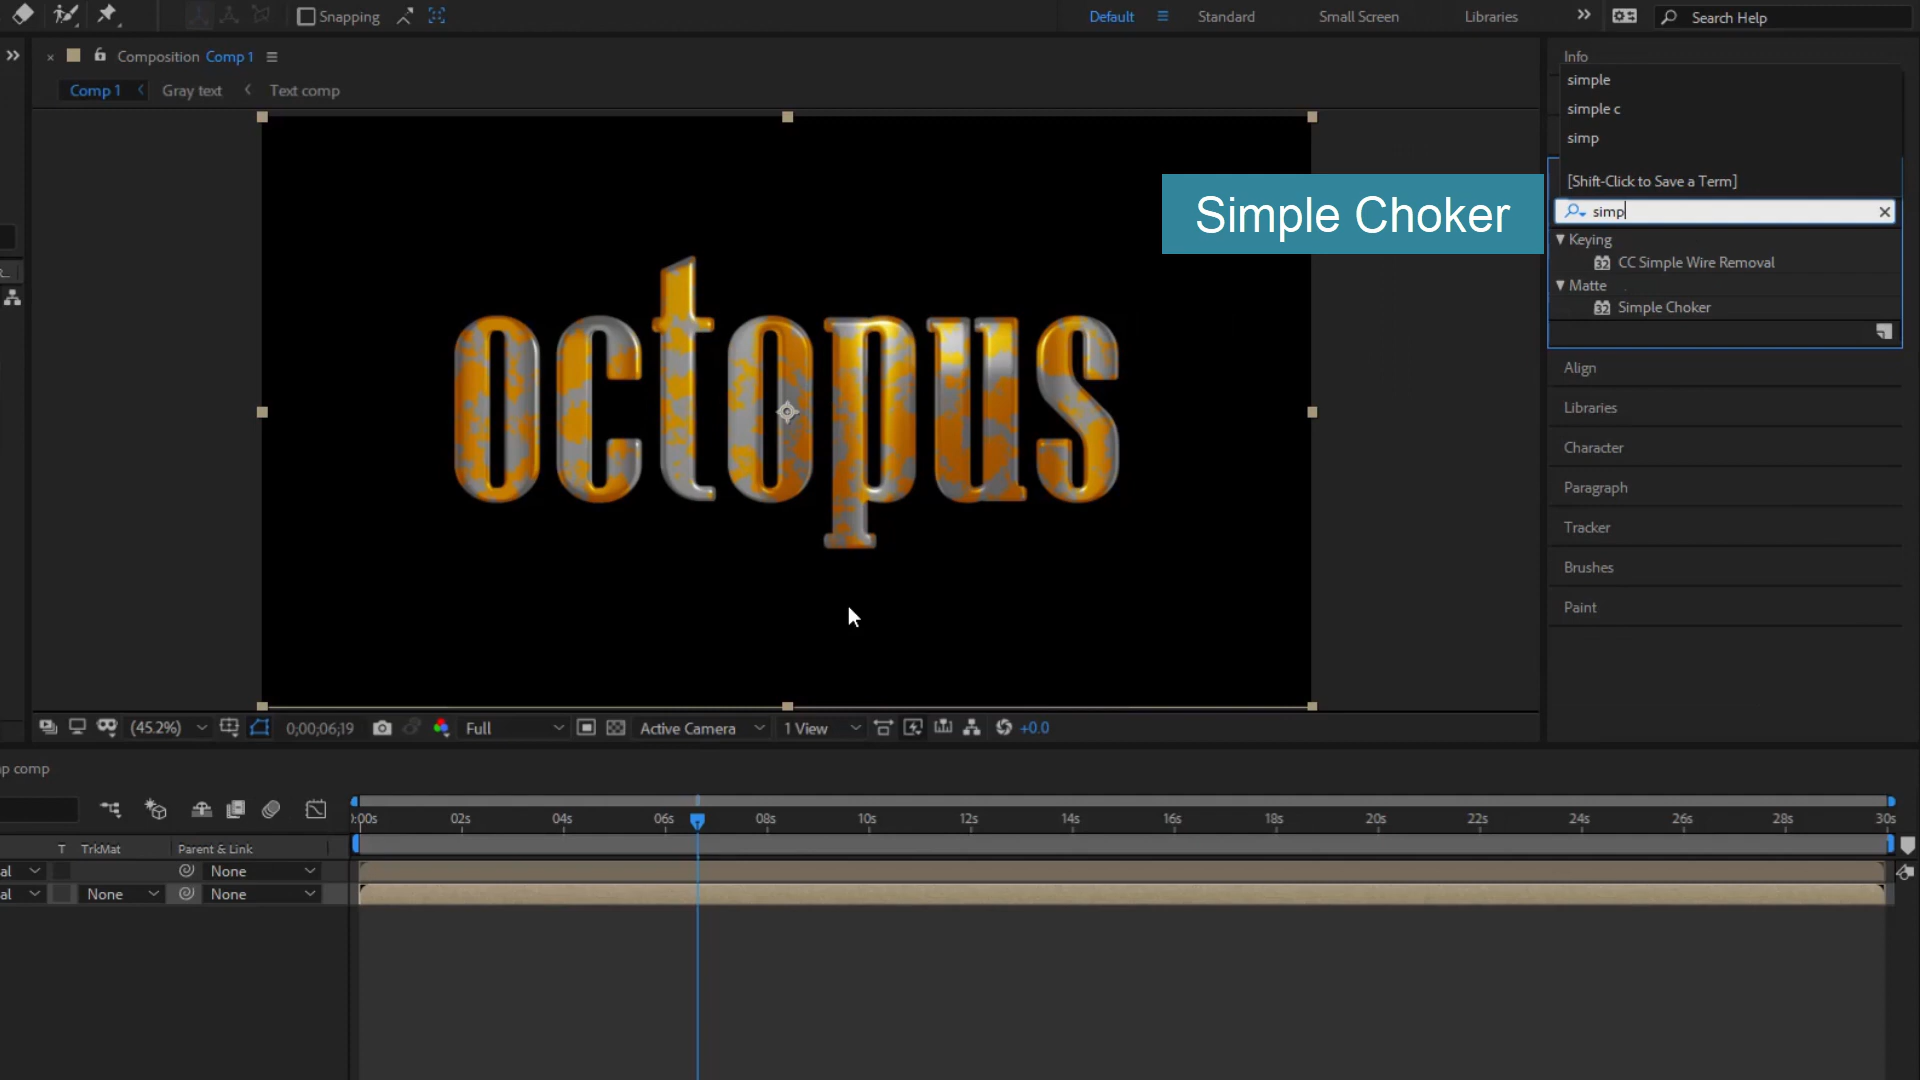 Snapping
Default
Standard
Small Screen
Libraries
Search Help
Composition Comp 1
Comp 1
Gray text
Text comp
Info
simple
simple c
simp
[Shift-Click to Save a Term]
Simple Choker
simp
Keying
32 CC Simple Wire Removal
Matte
32 Simple Choker
octopus
Align
Libraries
Character
Paragraph
Tracker
Brushes
Paint
(45.2%)
0;00;06;19
Full
Active Camera
1 View
+0.0
p comp
:00s
02s
04s
06s
08s
10s
12s
14s
16s
18s
20s
22s
24s
26s
28s
30s
T TrkMat
Parent & Link
al
None
al
None
None